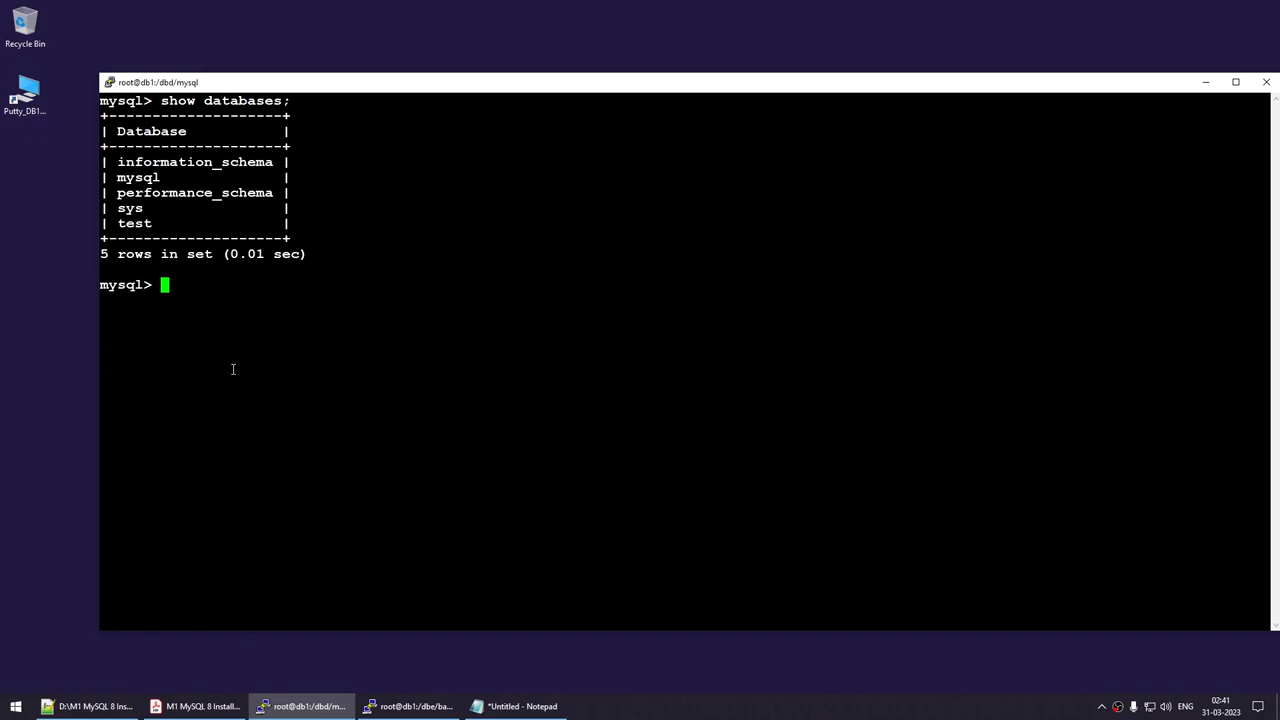 Recycle Bin
Putty_DB1...
root@db1:/dbd/mysql
mysql> show databases;
+--------------------+
| Database           |
+--------------------+
| information_schema |
| mysql              |
| performance_schema |
| sys                |
| test               |
+--------------------+
5 rows in set (0.01 sec)
mysql>
D:\M1 MySQL 8 Ins...
M1 MySQL 8 Install...
root@db1:/dbd/m...
root@db1:/dbe/ba...
*Untitled - Notepad
ENG
02:41
31-03-2023